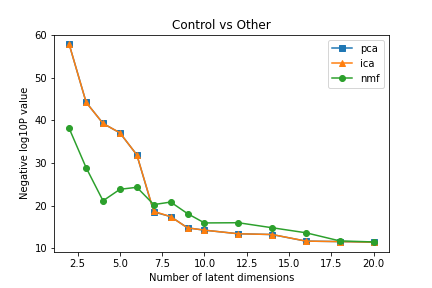 Control vs Other
Negative log10P value
60
50
40
30
20
10
pca
ica
nmf
2.5
5.0
7.5
10.0
12.5
15.0
17.5
20.0
Number of latent dimensions